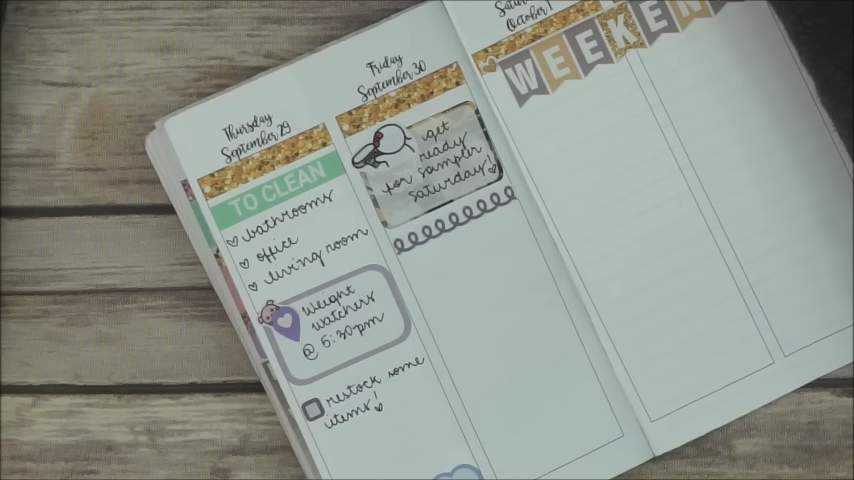 Thursday
September 29
TO CLEAN
bathrooms
office
living room
Weight
watchers
@ 5:30pm
restock some
items!
Friday
September 30
get
ready
for sampler
saturday!
October 1
WEEKEN